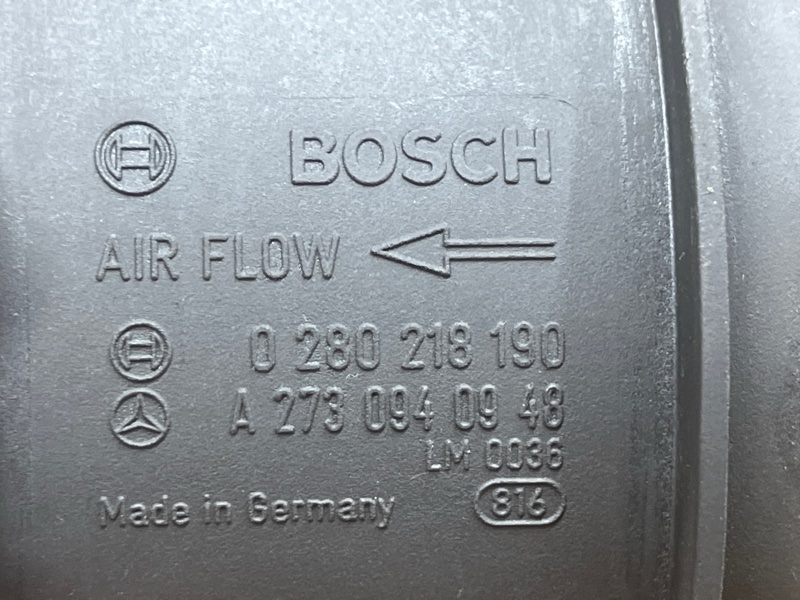 BOSCH
AIR FLOW
0 280 218 190
A 273 094 09 48
LM 0036
Made in Germany 816